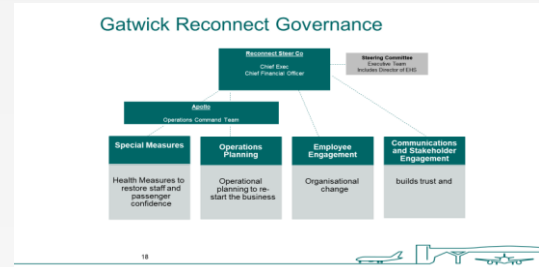 Gatwick Reconnect Governance
Reconnect Steer Co
Chief Exec
Chief Financial Officer
Steering Committee
Executive Team
Includes Director of EHS
Apollo
Operations Command Team
Special Measures
Health Measures to
restore staff and
passenger
confidence
Operations
Planning
Operational
planning to re-
start the business
Employee
Engagement
Organisational
change
Communications
and Stakeholder
Engagement
builds trust and
18